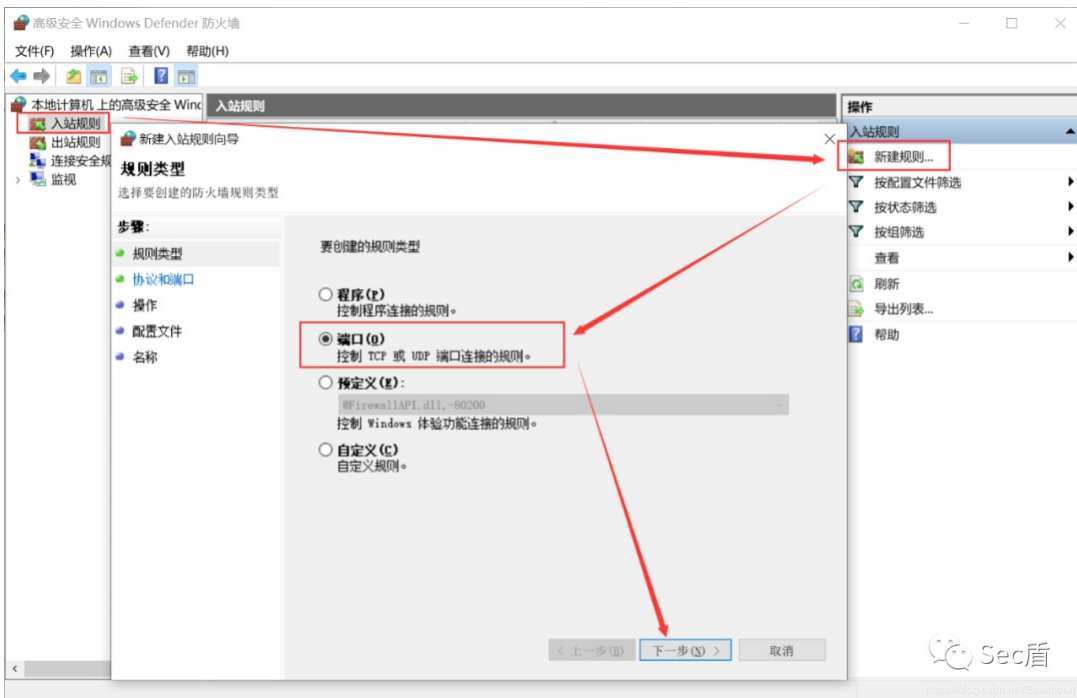 高级安全 Windows Defender 防火墙
文件(F) 操作(A) 查看(V) 帮助(H)
本地计算机 上的高级安全 Wind
入站规则
出站规则
连接安全规
监视
入站规则
新建入站规则向导
规则类型
选择要创建的防火墙规则类型
步骤:
规则类型
协议和端口
操作
配置文件
名称
要创建的规则类型
程序(P)
控制程序连接的规则。
端口(O)
控制 TCP 或 UDP 端口连接的规则。
预定义(E):
@FirewallAPI.dll,-80200
控制 Windows 体验功能连接的规则。
自定义(C)
自定义规则。
< 上一步(B)
下一步(N) >
取消
操作
入站规则
新建规则...
按配置文件筛选
按状态筛选
按组筛选
查看
刷新
导出列表...
帮助
Sec盾